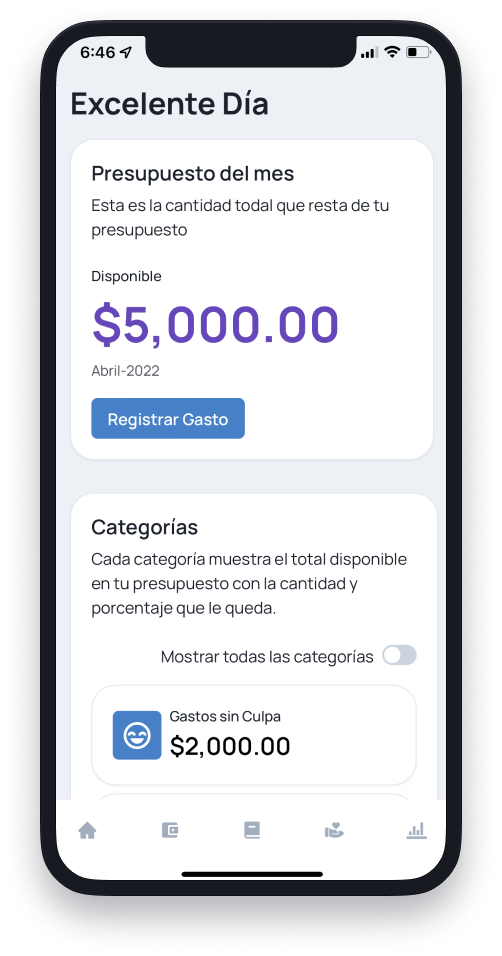 6:46
Excelente Día
Presupuesto del mes
Esta es la cantidad todal que resta de tu
presupuesto
Disponible
$5,000.00
Abril-2022
Registrar Gasto
Categorías
Cada categoría muestra el total disponible
en tu presupuesto con la cantidad y
porcentaje que le queda.
Mostrar todas las categorías
Gastos sin Culpa
$2,000.00